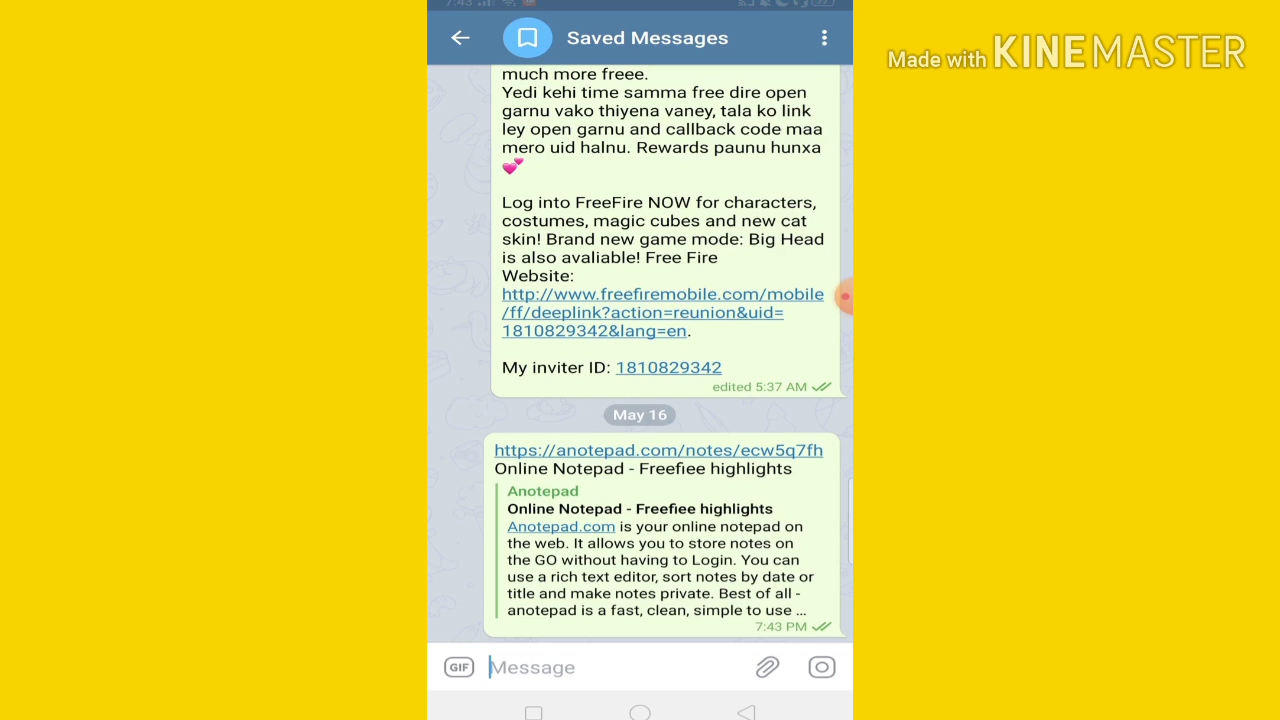 7:43
Saved Messages
Made with KINEMASTER
much more freee.
Yedi kehi time samma free dire open
garnu vako thiyena vaney, tala ko link
ley open garnu and callback code maa
mero uid halnu. Rewards paunu hunxa
💕
Log into FreeFire NOW for characters,
costumes, magic cubes and new cat
skin! Brand new game mode: Big Head
is also avaliable! Free Fire
Website:
http://www.freefiremobile.com/mobile
/ff/deeplink?action=reunion&uid=
1810829342&lang=en.
My inviter ID: 1810829342
edited 5:37 AM
May 16
https://anotepad.com/notes/ecw5q7fh
Online Notepad - Freefiee highlights
Anotepad
Online Notepad - Freefiee highlights
Anotepad.com is your online notepad on
the web. It allows you to store notes on
the GO without having to Login. You can
use a rich text editor, sort notes by date or
title and make notes private. Best of all -
anotepad is a fast, clean, simple to use ...
7:43 PM
GIF Message